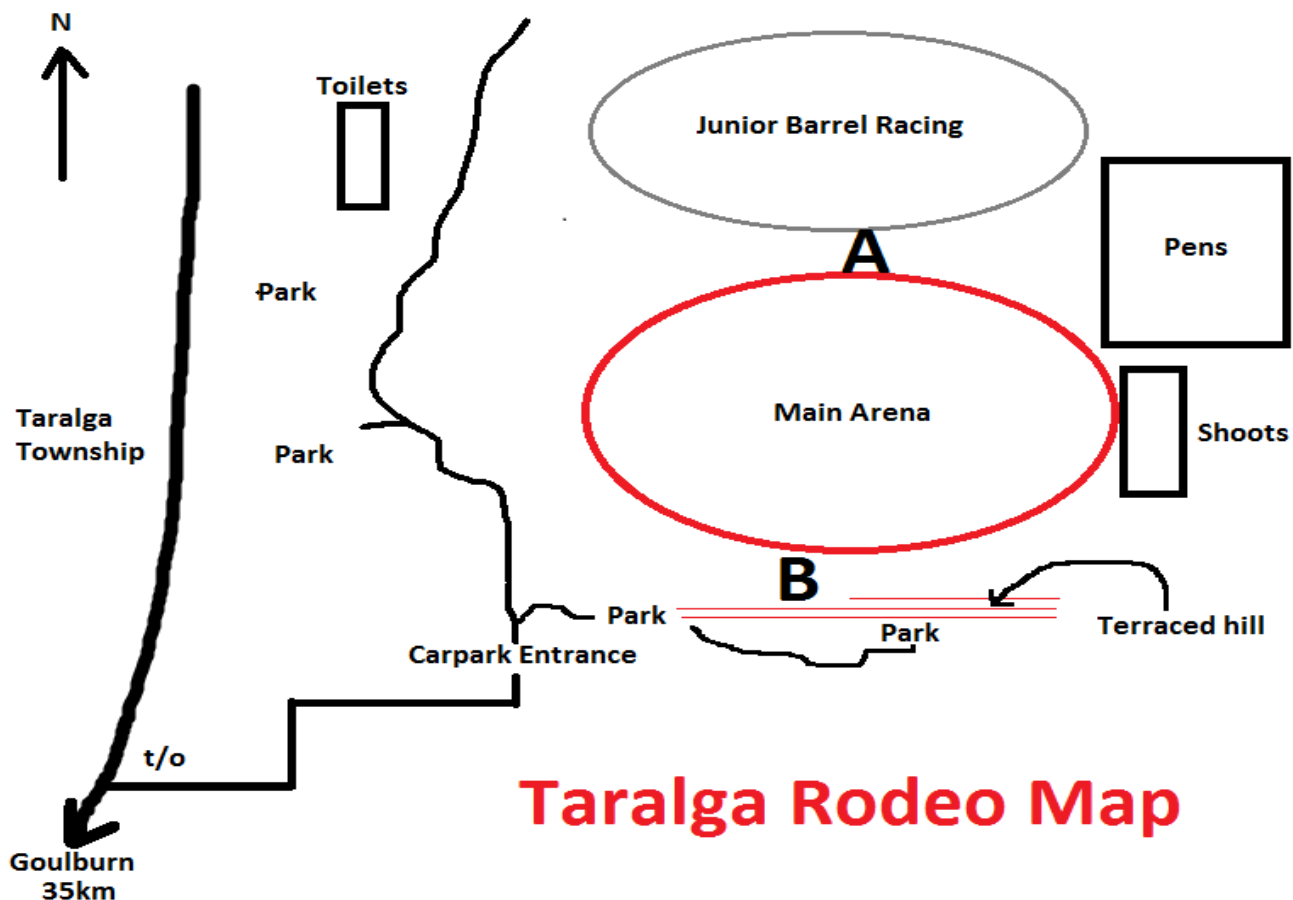 N
Toilets
Junior Barrel Racing
A
Pens
Park
Main Arena
Taralga
Township
Park
Shoots
B
Park
Park
Terraced hill
Carpark Entrance
t/o
Taralga Rodeo Map
Goulburn
35km